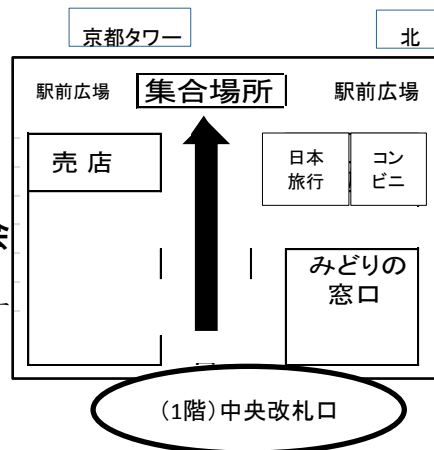 京都タワー
北
駅前広場
集合場所
駅前広場
売 店
日本
旅行
コン
ビニ
みどりの
窓口
(1階)中央改札口